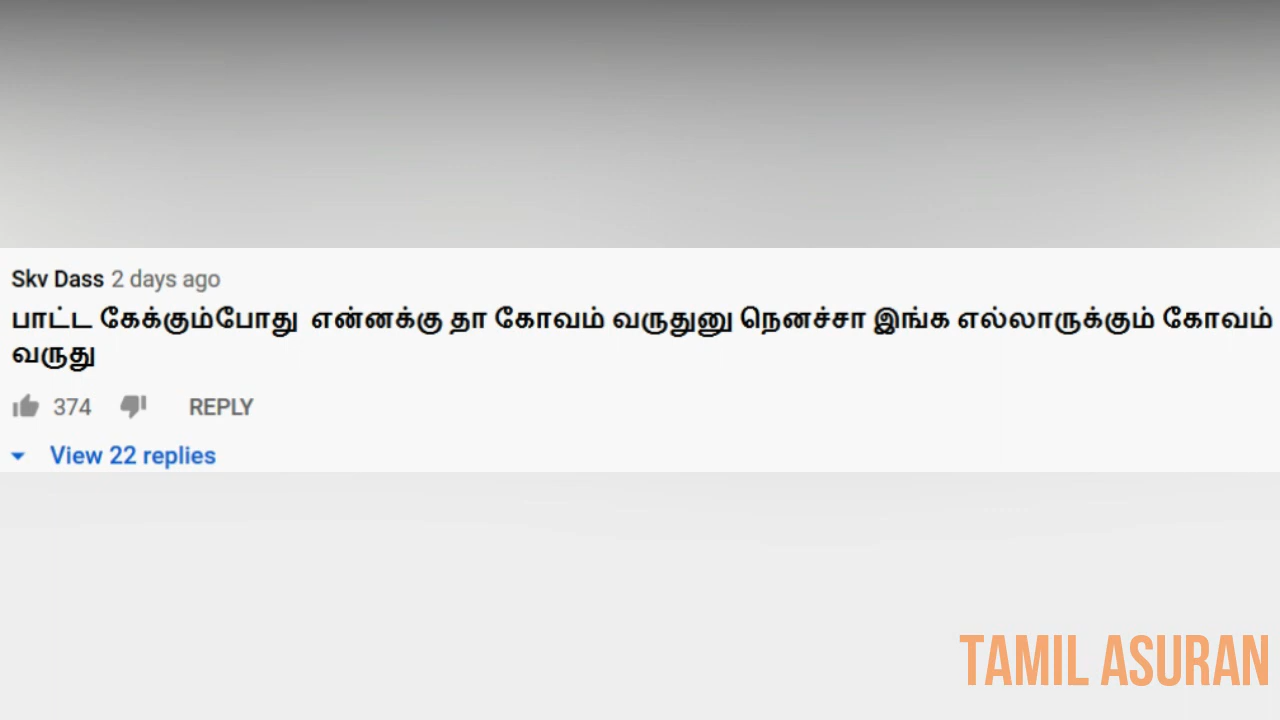 Skv Dass 2 days ago
பாட்ட கேக்கும்போது என்னக்கு தா கோவம் வருதுனு நெனச்சா இங்க எல்லாருக்கும் கோவம்
வருது
374 REPLY
View 22 replies
TAMIL ASURAN